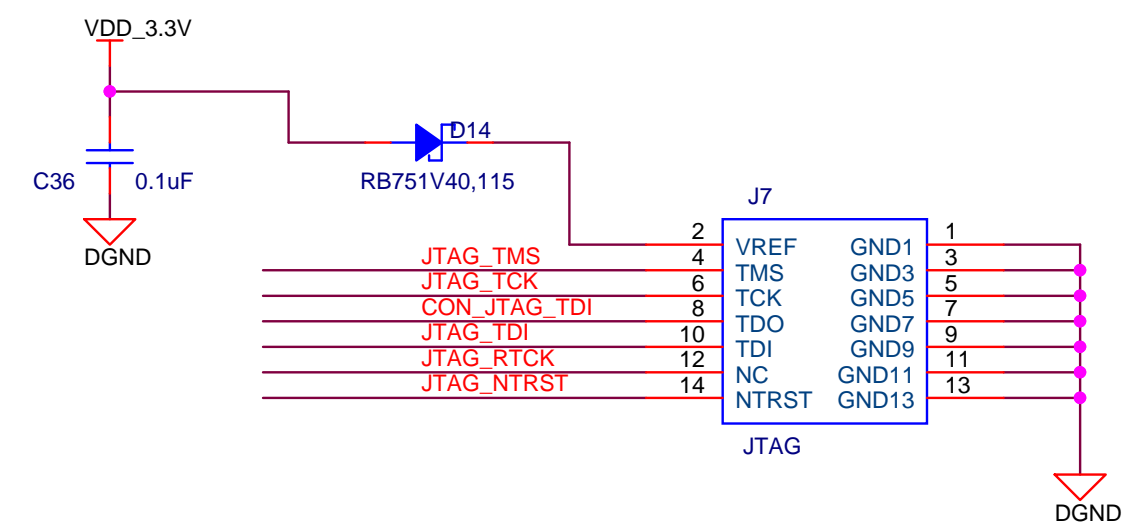 VDD_3.3V
D14
C36
0.1uF
RB751V40,115
DGND
J7
2
VREF
GND1
1
JTAG_TMS
4
TMS
GND3
3
JTAG_TCK
6
TCK
GND5
5
CON_JTAG_TDI
8
TDO
GND7
7
JTAG_TDI
10
TDI
GND9
9
JTAG_RTCK
12
NC
GND11
11
JTAG_NTRST
14
NTRST
GND13
13
JTAG
DGND